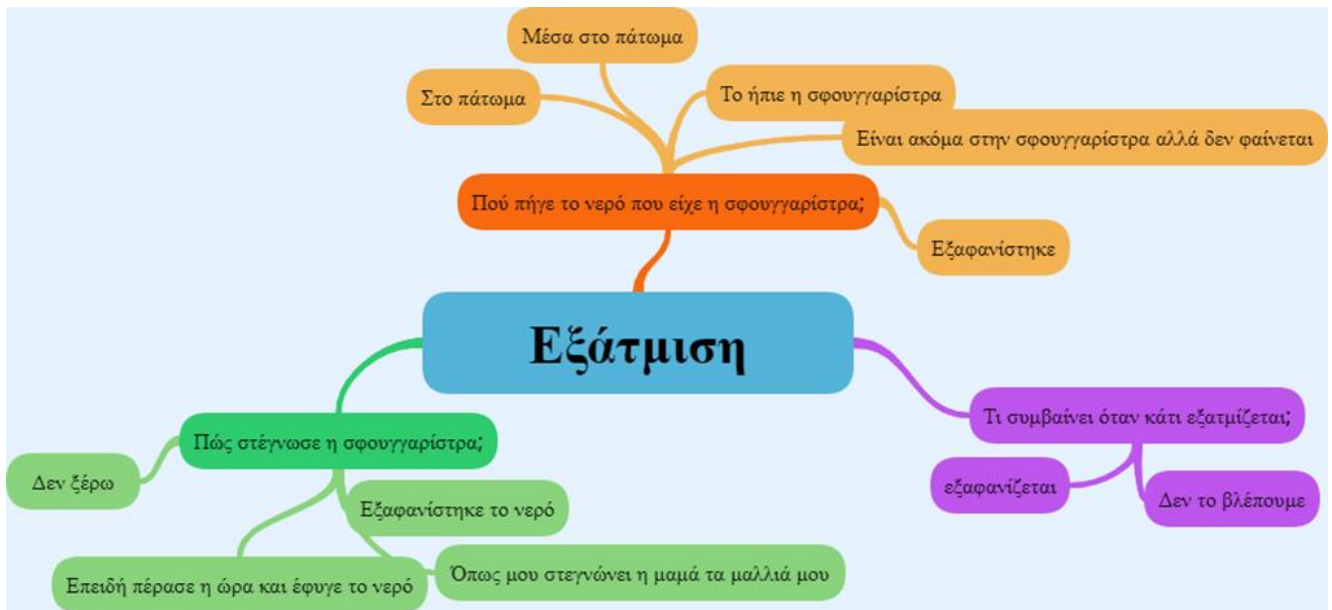 Μέσα στο πάτωμα
Στο πάτωμα
Το ήπιε η σφουγγαρίστρα
Είναι ακόμα στην σφουγγαρίστρα αλλά δεν φαίνεται
Πού πήγε το νερό που είχε η σφουγγαρίστρα;
Εξαφανίστηκε
Εξάτμιση
Τι συμβαίνει όταν κάτι εξατμίζεται;
εξαφανίζεται
Δεν το βλέπουμε
Πώς στέγνωσε η σφουγγαρίστρα;
Δεν ξέρω
Εξαφανίστηκε το νερό
Επειδή πέρασε η ώρα και έφυγε το νερό
Όπως μου στεγνώνει η μαμά τα μαλλιά μου